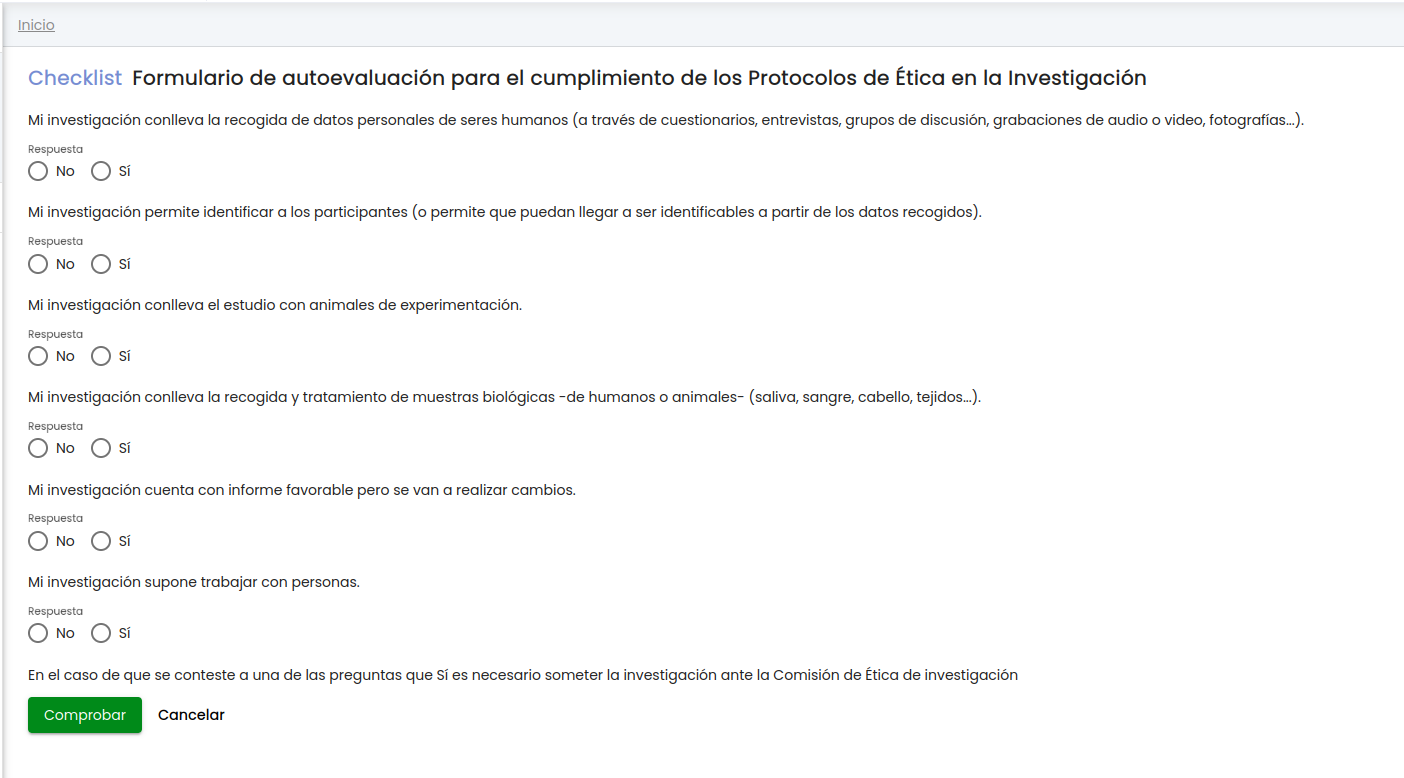 Inicio
Checklist Formulario de autoevaluación para el cumplimiento de los Protocolos de Ética en la Investigación
Mi investigación conlleva la recogida de datos personales de seres humanos (a través de cuestionarios, entrevistas, grupos de discusión, grabaciones de audio o video, fotografías...).
Respuesta
No Sí
Mi investigación permite identificar a los participantes (o permite que puedan llegar a ser identificables a partir de los datos recogidos).
Respuesta
No Sí
Mi investigación conlleva el estudio con animales de experimentación.
Respuesta
No Sí
Mi investigación conlleva la recogida y tratamiento de muestras biológicas -de humanos o animales- (saliva, sangre, cabello, tejidos...).
Respuesta
No Sí
Mi investigación cuenta con informe favorable pero se van a realizar cambios.
Respuesta
No Sí
Mi investigación supone trabajar con personas.
Respuesta
No Sí
En el caso de que se conteste a una de las preguntas que Sí es necesario someter la investigación ante la Comisión de Ética de investigación
Comprobar Cancelar